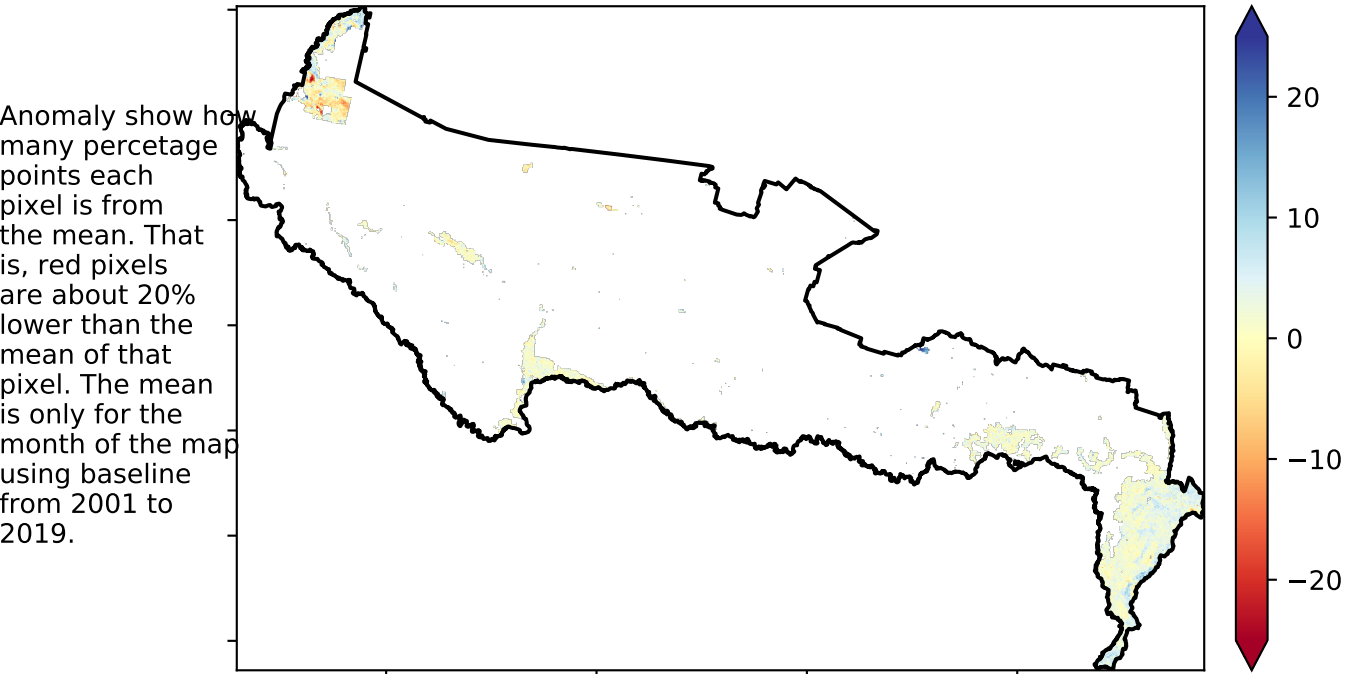 Anomaly show how
many percetage
points each
pixel is from
the mean. That
is, red pixels
are about 20%
lower than the
mean of that
pixel. The mean
is only for the
month of the map
using baseline
from 2001 to
2019.
20
10
0
−10
−20